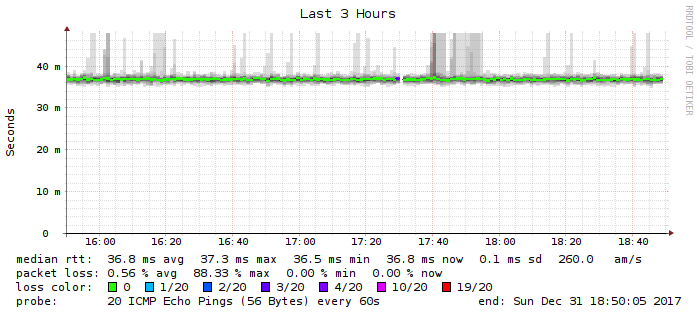 Last 3 Hours
RRDTOOL / TOBI OETIKER
Seconds
40 m
30 m
20 m
10 m
0
16:00 16:20 16:40 17:00 17:20 17:40 18:00 18:20 18:40
median rtt: 36.8 ms avg 37.3 ms max 36.5 ms min 36.8 ms now 0.1 ms sd 260.0 am/s
packet loss: 0.56 % avg 88.33 % max 0.00 % min 0.00 % now
loss color: 0 1/20 2/20 3/20 4/20 10/20 19/20
probe: 20 ICMP Echo Pings (56 Bytes) every 60s end: Sun Dec 31 18:50:05 2017